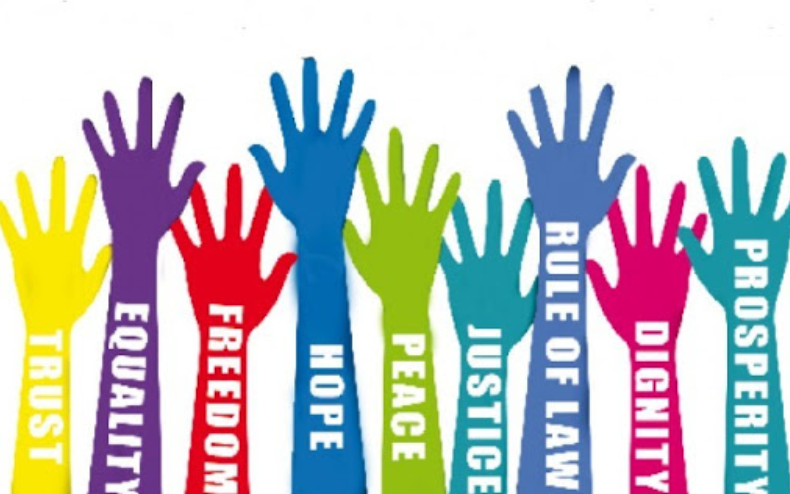 TRUST
EQUALITY
FREEDOM
HOPE
PEACE
JUSTICE
RULE OF LAW
DIGNITY
PROSPERITY